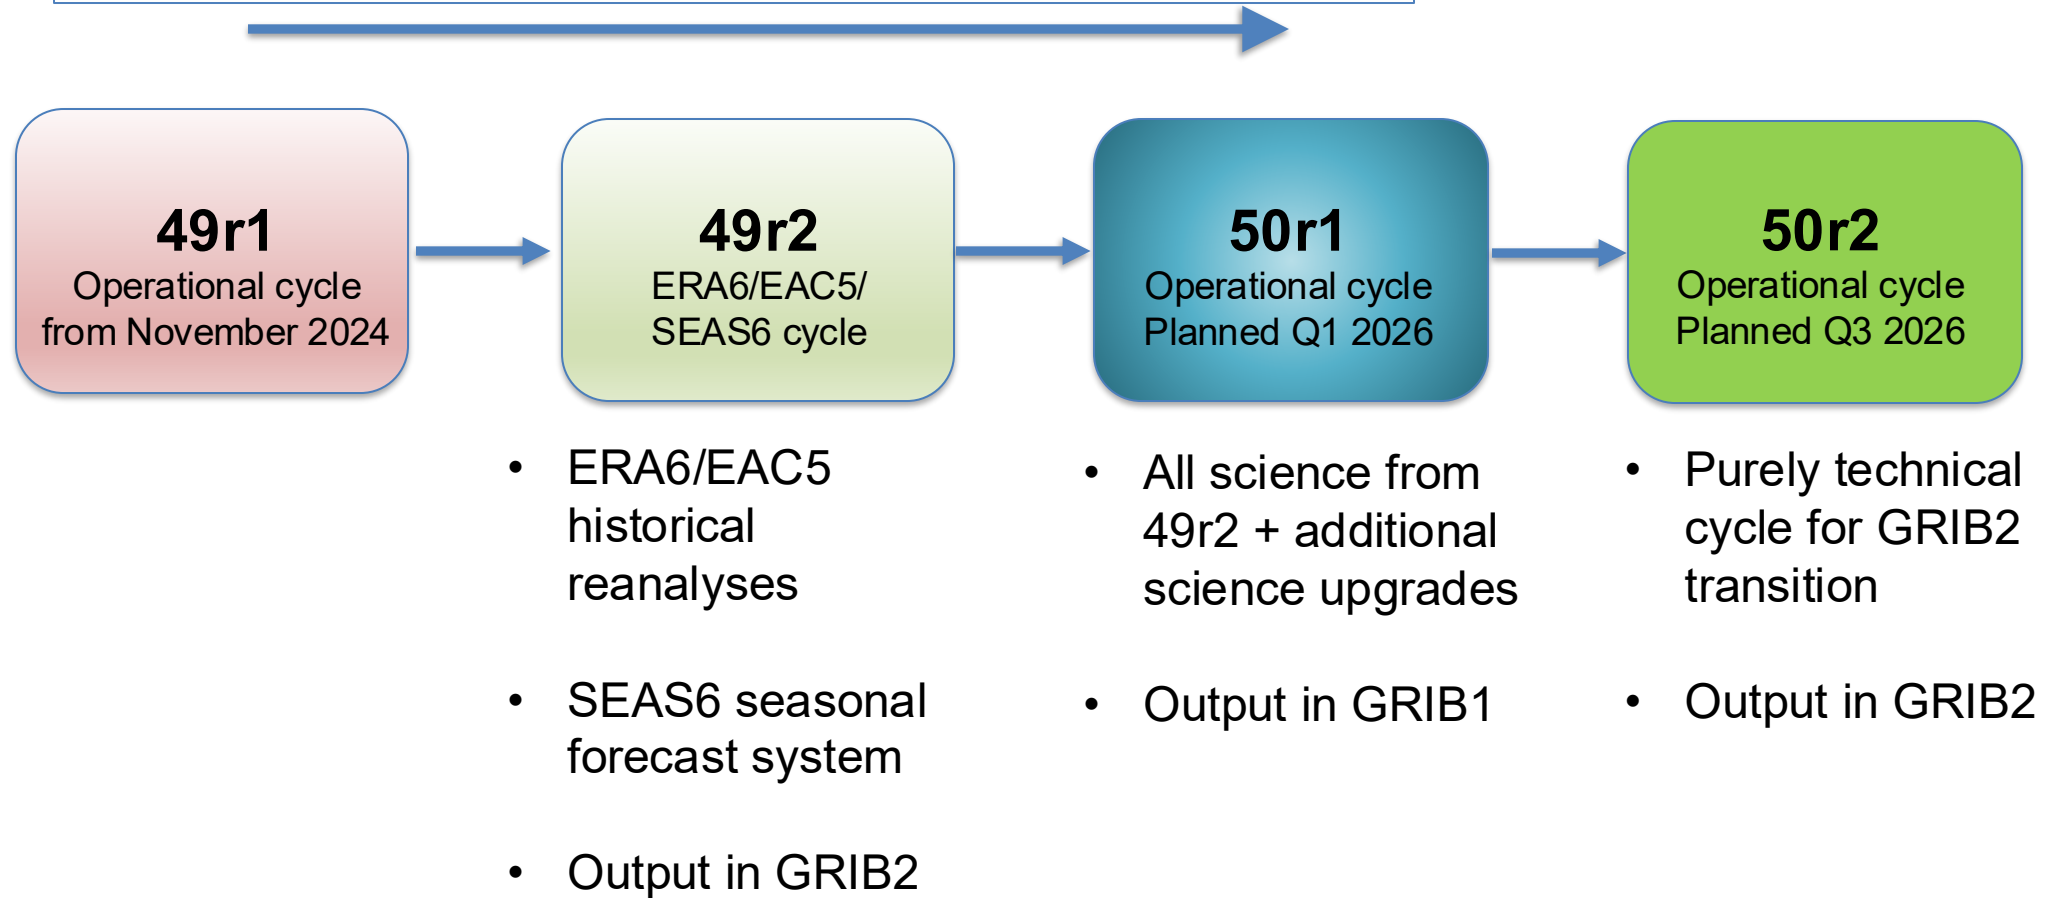 49r1
Operational cycle
from November 2024
49r2
ERA6/EAC5/
SEAS6 cycle
50r1
Operational cycle
Planned Q1 2026
50r2
Operational cycle
Planned Q3 2026
• ERA6/EAC5
historical
reanalyses
• SEAS6 seasonal
forecast system
• Output in GRIB2
• All science from
49r2 + additional
science upgrades
• Output in GRIB1
• Purely technical
cycle for GRIB2
transition
• Output in GRIB2